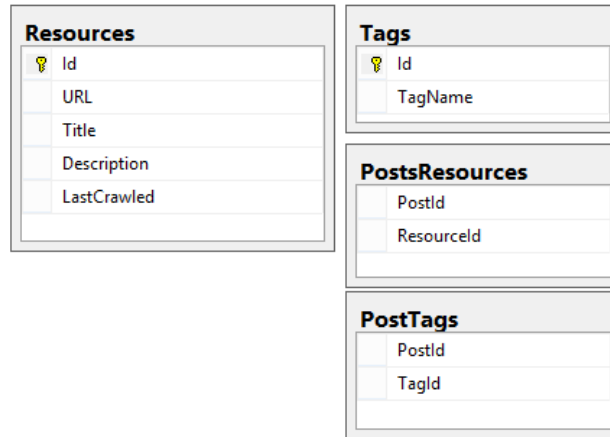 Resources
Id
URL
Title
Description
LastCrawled
Tags
Id
TagName
PostsResources
PostId
ResourceId
PostTags
PostId
TagId